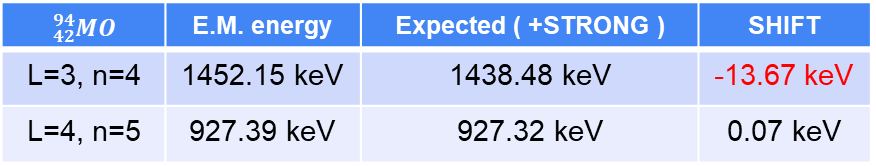 ⁹⁴₄₂MO E.M. energy Expected ( +STRONG ) SHIFT
L=3, n=4 1452.15 keV 1438.48 keV -13.67 keV
L=4, n=5 927.39 keV 927.32 keV 0.07 keV